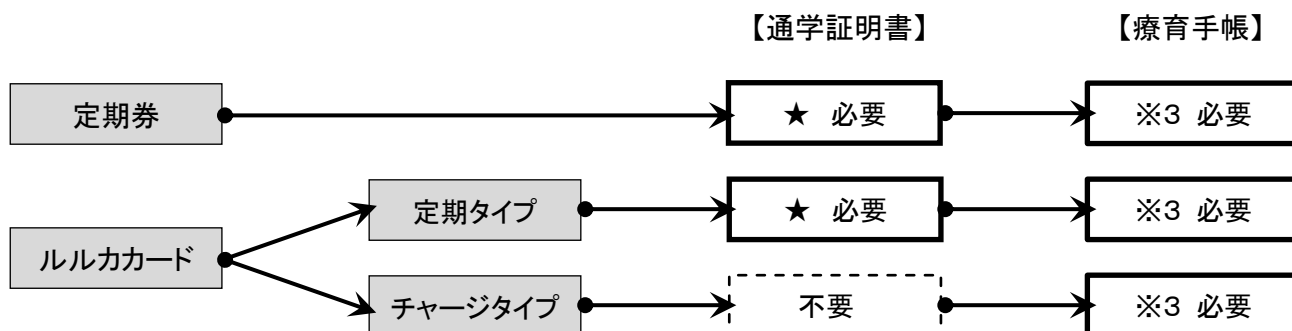 【通学証明書】 【療育手帳】
定期券 ★ 必要 ※3 必要
定期タイプ ★ 必要 ※3 必要
ルルカカード
チャージタイプ 不要 ※3 必要